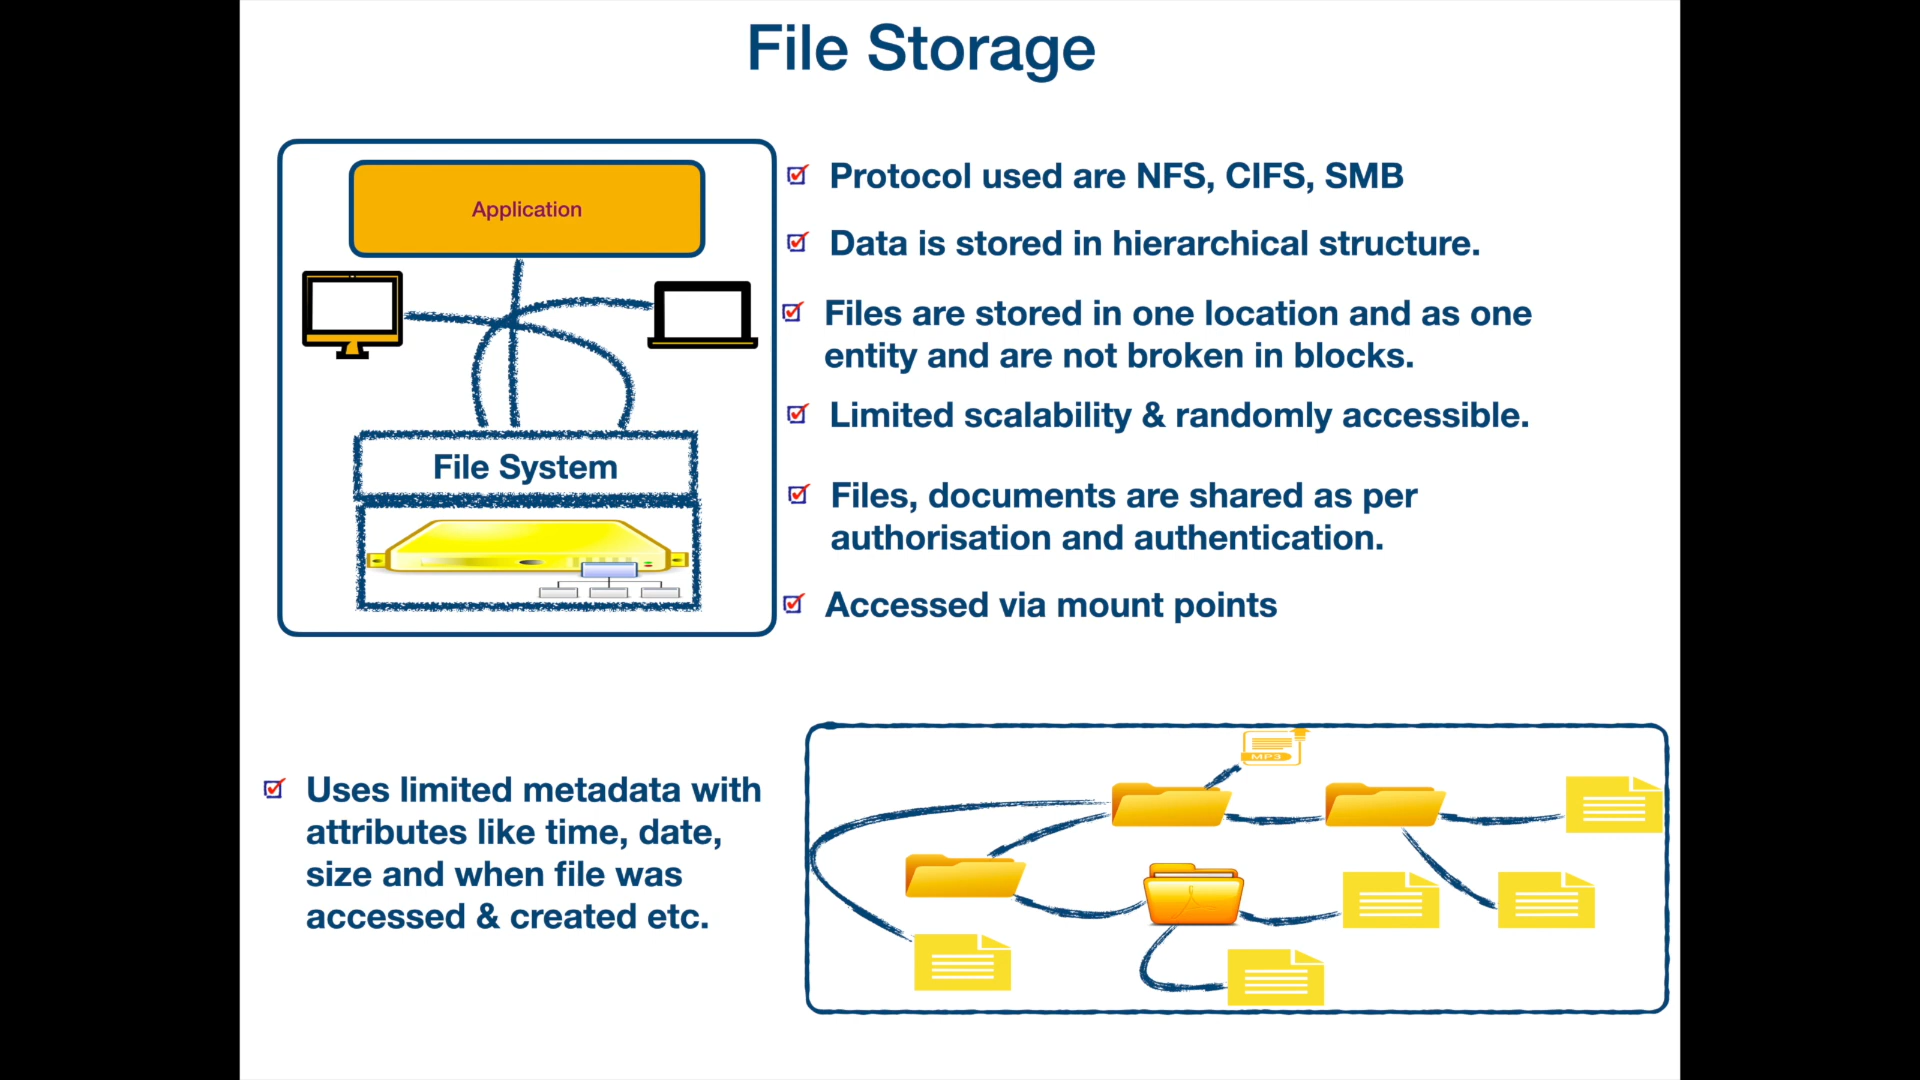 File Storage
Application
File System
Protocol used are NFS, CIFS, SMB
Data is stored in hierarchical structure.
Files are stored in one location and as one
entity and are not broken in blocks.
Limited scalability & randomly accessible.
Files, documents are shared as per
authorisation and authentication.
Accessed via mount points
Uses limited metadata with
attributes like time, date,
size and when file was
accessed & created etc.
MP3